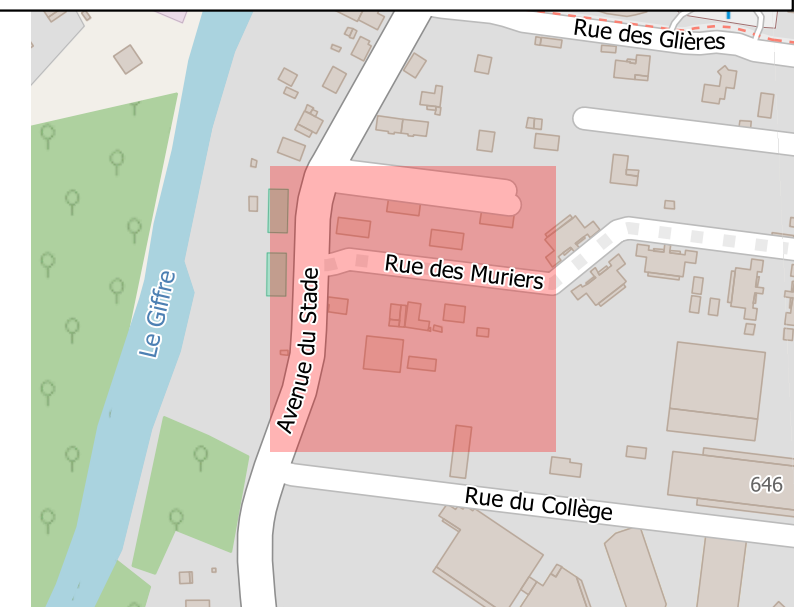 Rue des Glières
Rue des Muriers
Le Giffre
Avenue du Stade
646
Rue du Collège